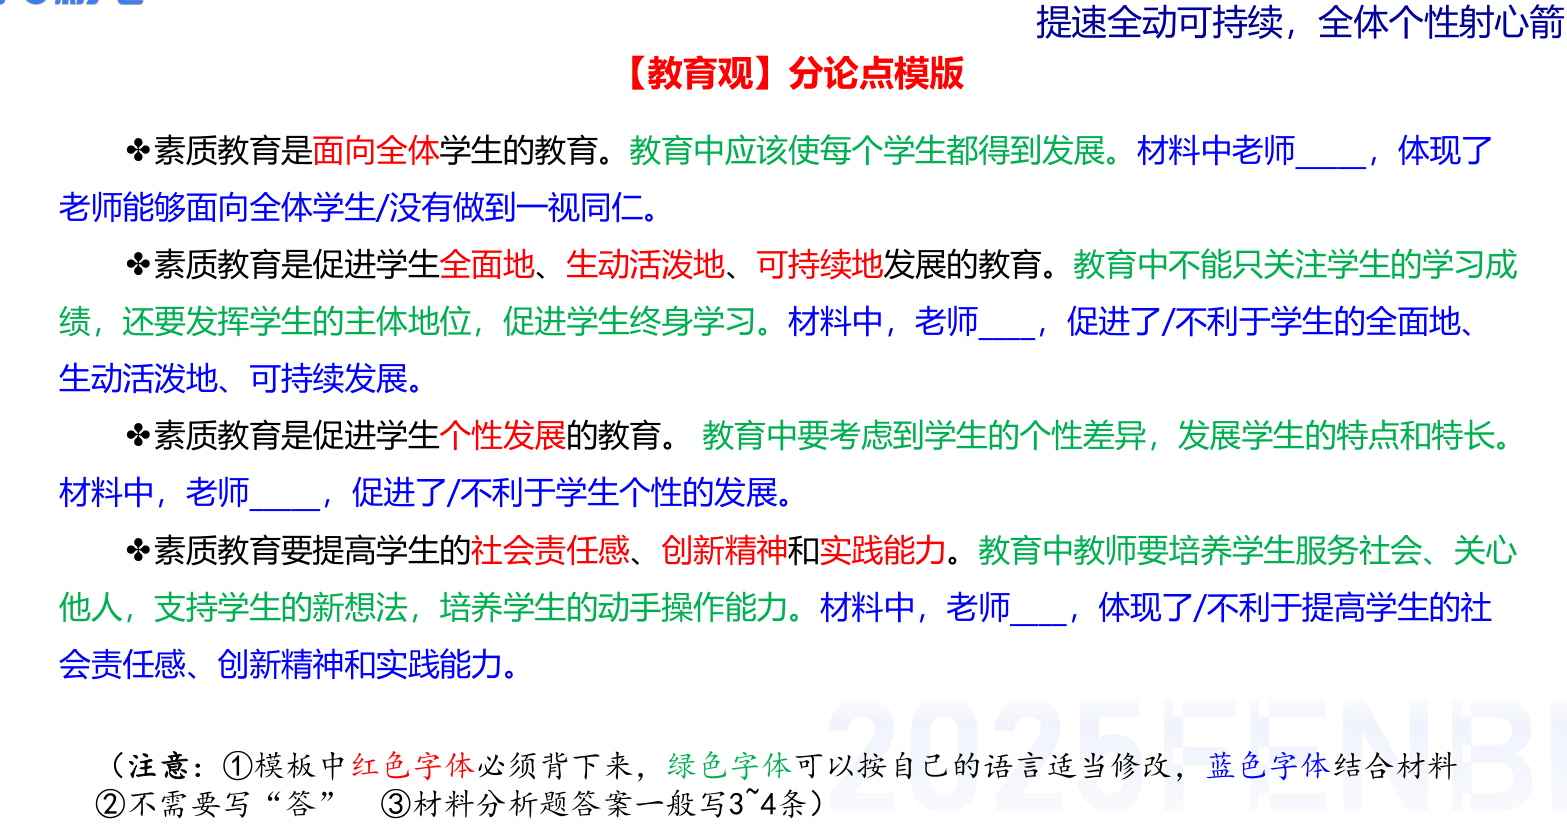 提速全动可持续，全体个性射心箭
【教育观】分论点模版
✤素质教育是面向全体学生的教育。教育中应该使每个学生都得到发展。材料中老师_____，体现了
老师能够面向全体学生/没有做到一视同仁。
✤素质教育是促进学生全面地、生动活泼地、可持续地发展的教育。教育中不能只关注学生的学习成
绩，还要发挥学生的主体地位，促进学生终身学习。材料中，老师____，促进了/不利于学生的全面地、
生动活泼地、可持续发展。
✤素质教育是促进学生个性发展的教育。 教育中要考虑到学生的个性差异，发展学生的特点和特长。
材料中，老师_____，促进了/不利于学生个性的发展。
✤素质教育要提高学生的社会责任感、创新精神和实践能力。教育中教师要培养学生服务社会、关心
他人，支持学生的新想法，培养学生的动手操作能力。材料中，老师____，体现了/不利于提高学生的社
会责任感、创新精神和实践能力。
2025FENBI
（注意：①模板中红色字体必须背下来，绿色字体可以按自己的语言适当修改，蓝色字体结合材料
②不需要写“答” ③材料分析题答案一般写3~4条）